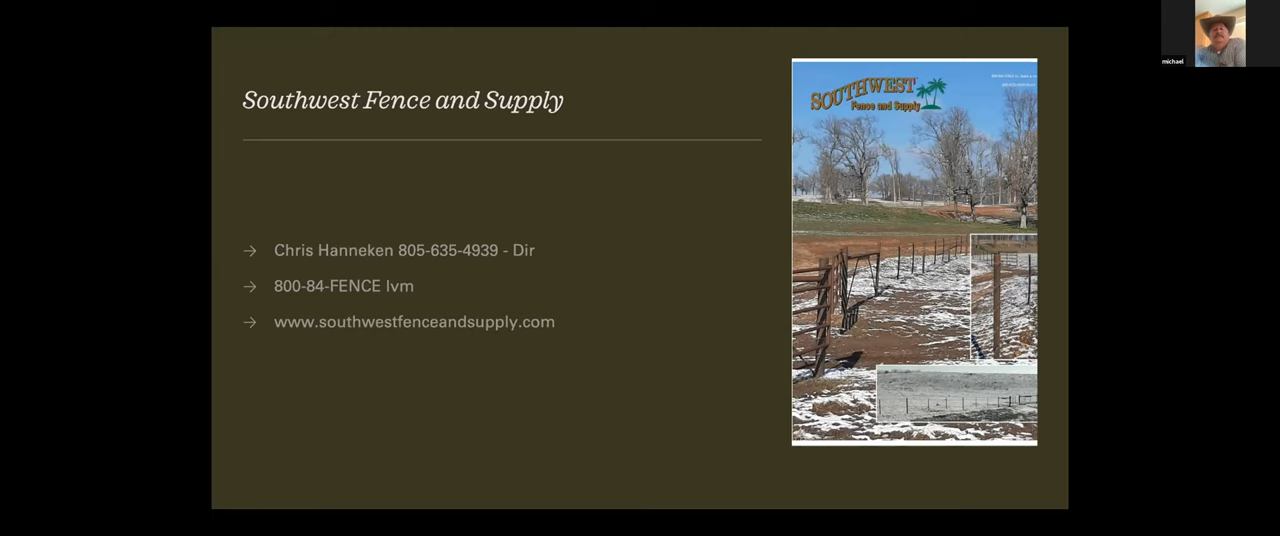 Southwest Fence and Supply
→ Chris Hanneken 805-635-4939 - Dir
→ 800-84-FENCE lvm
→ www.southwestfenceandsupply.com
SOUTHWEST
Fence and Supply
michael